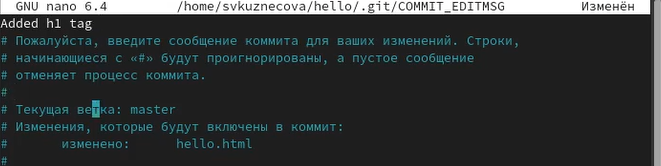 GNU nano 6.4 /home/svkuznecova/hello/.git/COMMIT_EDITMSG Изменён
Added h1 tag
# Пожалуйста, введите сообщение коммита для ваших изменений. Строки,
# начинающиеся с «#» будут проигнорированы, а пустое сообщение
# отменяет процесс коммита.
#
# Текущая ветка: master
# Изменения, которые будут включены в коммит:
#       изменено:      hello.html
#